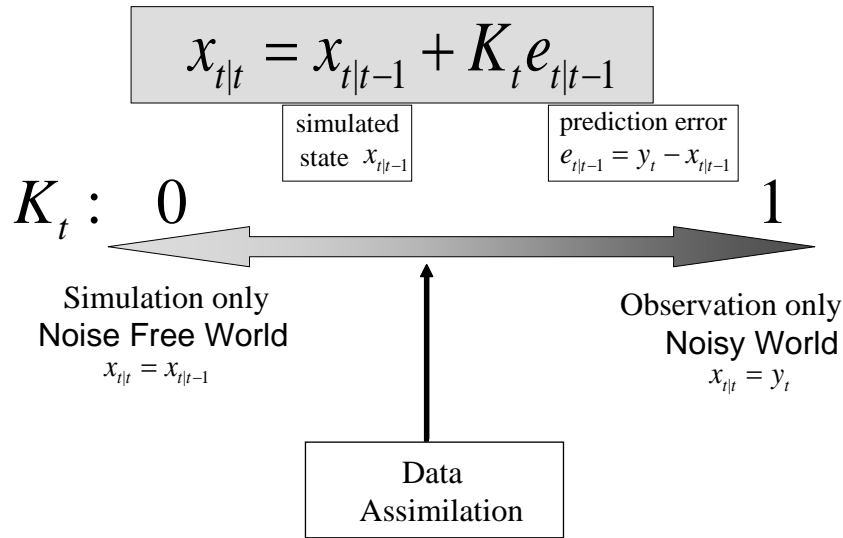 x_{t|t} = x_{t|t-1} + K_t e_{t|t-1}
simulated
state x_{t|t-1}
prediction error
e_{t|t-1} = y_t - x_{t|t-1}
K_t : 0 1
Simulation only
Noise Free World
x_{t|t} = x_{t|t-1}
Observation only
Noisy World
x_{t|t} = y_t
Data
Assimilation